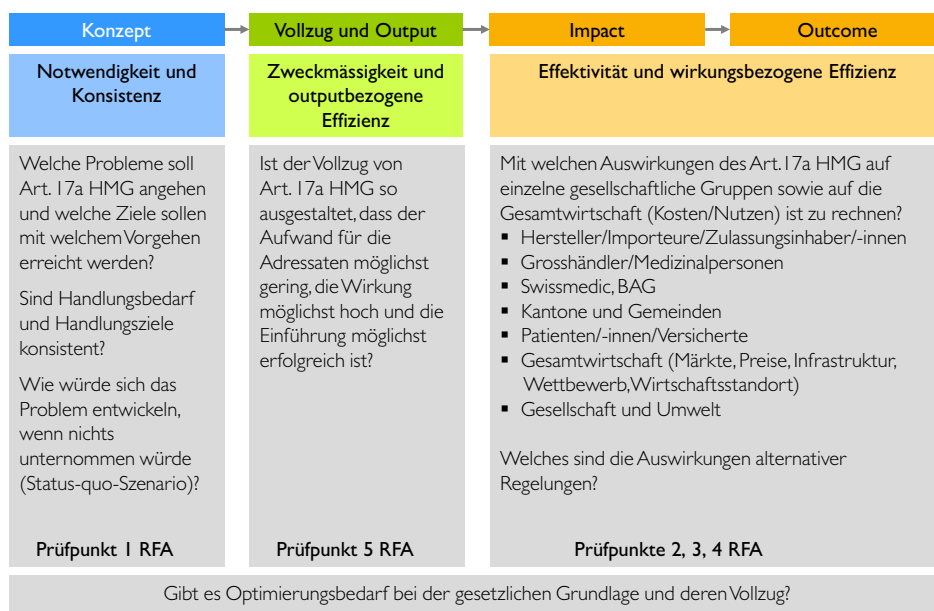 Konzept
Vollzug und Output
Impact
Outcome
Notwendigkeit und
Konsistenz
Zweckmässigkeit und
outputbezogene
Effizienz
Effektivität und wirkungsbezogene Effizienz
Welche Probleme soll
Art. 17a HMG angehen
und welche Ziele sollen
mit welchem Vorgehen
erreicht werden?
Sind Handlungsbedarf
und Handlungsziele
konsistent?
Wie würde sich das
Problem entwickeln,
wenn nichts
unternommen würde
(Status-quo-Szenario)?
Prüfpunkt 1 RFA
Ist der Vollzug von
Art. 17a HMG so
ausgestaltet, dass der
Aufwand für die
Adressaten möglichst
gering, die Wirkung
möglichst hoch und die
Einführung möglichst
erfolgreich ist?
Prüfpunkt 5 RFA
Mit welchen Auswirkungen des Art. 17a HMG auf
einzelne gesellschaftliche Gruppen sowie auf die
Gesamtwirtschaft (Kosten/Nutzen) ist zu rechnen?
▪ Hersteller/Importeure/Zulassungsinhaber/-innen
▪ Grosshändler/Medizinalpersonen
▪ Swissmedic, BAG
▪ Kantone und Gemeinden
▪ Patienten/-innen/Versicherte
▪ Gesamtwirtschaft (Märkte, Preise, Infrastruktur,
Wettbewerb, Wirtschaftsstandort)
▪ Gesellschaft und Umwelt
Welches sind die Auswirkungen alternativer
Regelungen?
Prüfpunkte 2, 3, 4 RFA
Gibt es Optimierungsbedarf bei der gesetzlichen Grundlage und deren Vollzug?